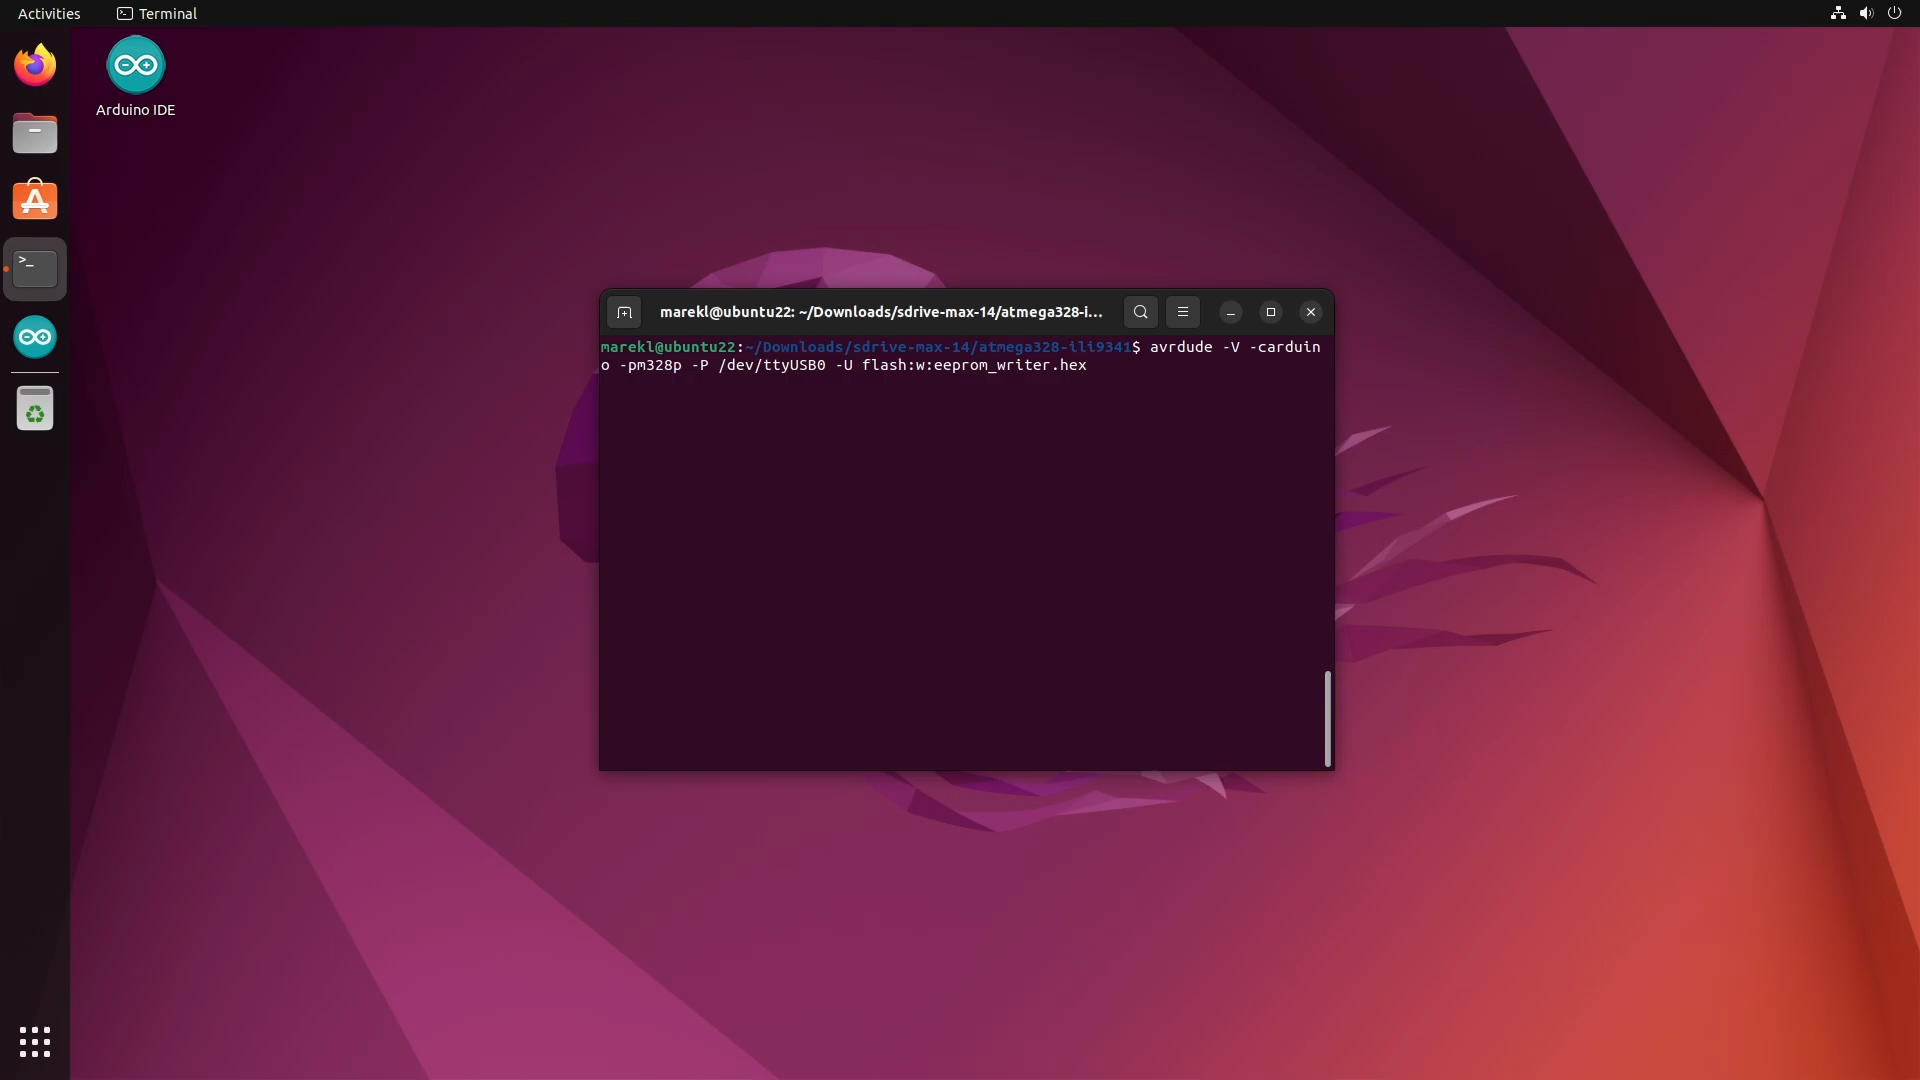 Activities
Terminal
Arduino IDE
marekl@ubuntu22: ~/Downloads/sdrive-max-14/atmega328-i...
marekl@ubuntu22:~/Downloads/sdrive-max-14/atmega328-ili9341$ avrdude -V -carduin
o -pm328p -P /dev/ttyUSB0 -U flash:w:eeprom_writer.hex